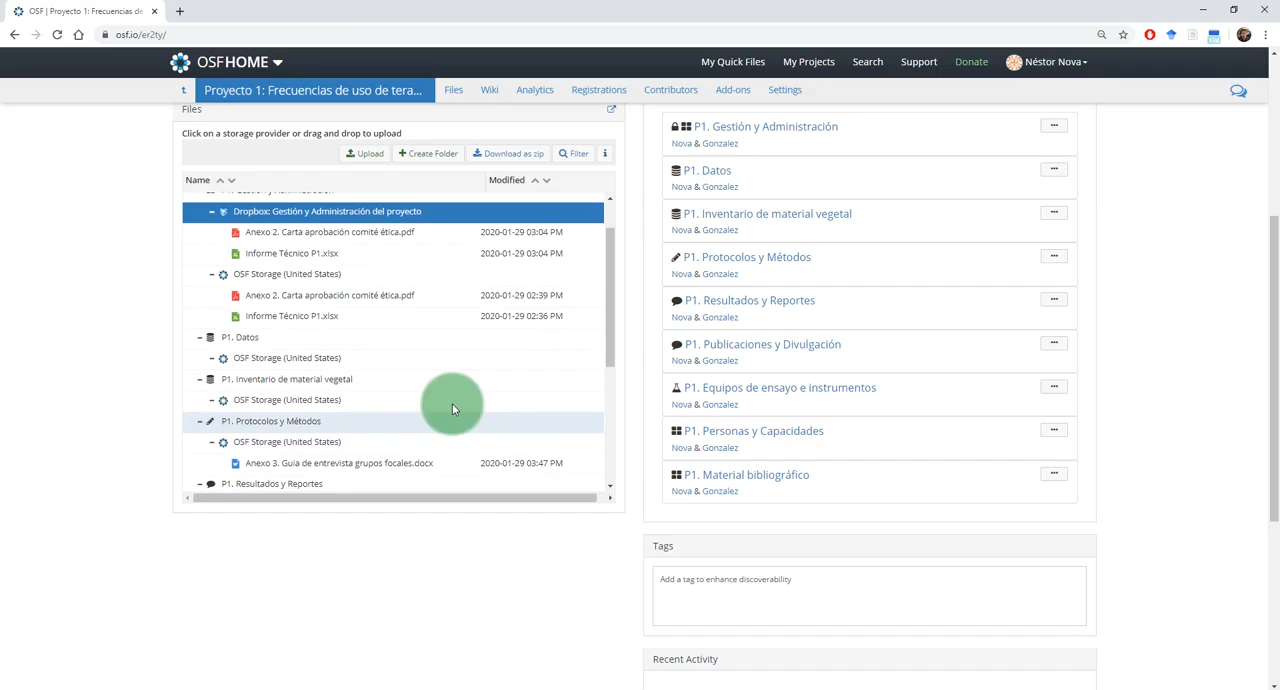 OSF | Proyecto 1: Frecuencias de
osf.io/er2ty/
OSFHOME
My Quick Files
My Projects
Search
Support
Donate
Néstor Nova
Proyecto 1: Frecuencias de uso de tera...
Files
Wiki
Analytics
Registrations
Contributors
Add-ons
Settings
Files
Click on a storage provider or drag and drop to upload
Upload
Create Folder
Download as zip
Filter
Name
Modified
Dropbox: Gestión y Administración del proyecto
Anexo 2. Carta aprobación comité ética.pdf 2020-01-29 03:04 PM
Informe Técnico P1.xlsx 2020-01-29 03:04 PM
OSF Storage (United States)
Anexo 2. Carta aprobación comité ética.pdf 2020-01-29 02:39 PM
Informe Técnico P1.xlsx 2020-01-29 02:36 PM
P1. Datos
OSF Storage (United States)
P1. Inventario de material vegetal
OSF Storage (United States)
P1. Protocolos y Métodos
OSF Storage (United States)
Anexo 3. Guia de entrevista grupos focales.docx 2020-01-29 03:47 PM
P1. Resultados y Reportes
P1. Gestión y Administración
Nova & Gonzalez
P1. Datos
Nova & Gonzalez
P1. Inventario de material vegetal
Nova & Gonzalez
P1. Protocolos y Métodos
Nova & Gonzalez
P1. Resultados y Reportes
Nova & Gonzalez
P1. Publicaciones y Divulgación
Nova & Gonzalez
P1. Equipos de ensayo e instrumentos
Nova & Gonzalez
P1. Personas y Capacidades
Nova & Gonzalez
P1. Material bibliográfico
Nova & Gonzalez
Tags
Add a tag to enhance discoverability
Recent Activity